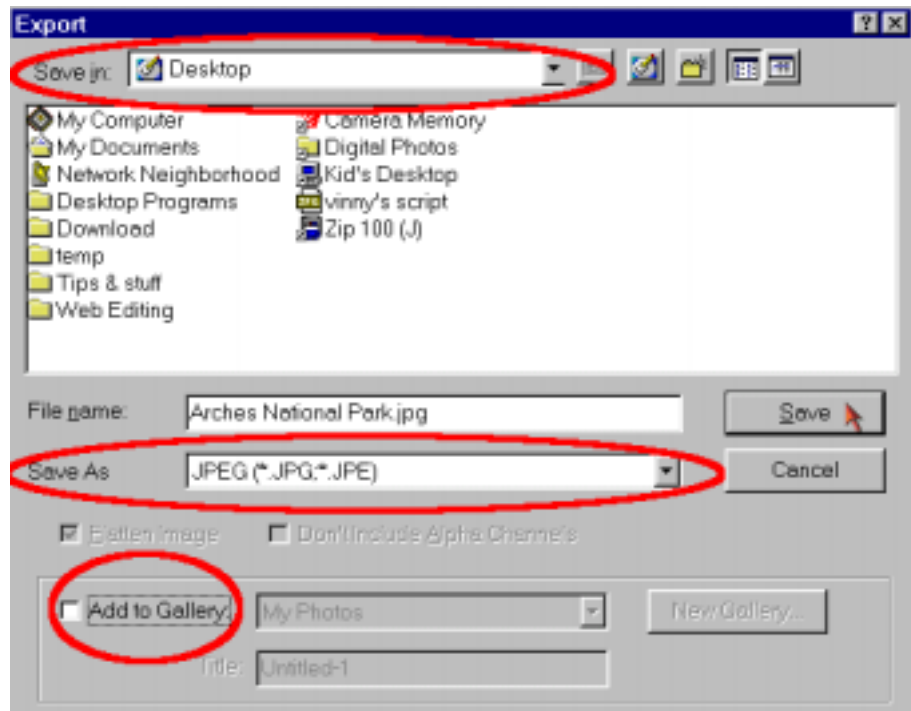 Export
Save in: Desktop
My Computer
My Documents
Network Neighborhood
Desktop Programs
Download
temp
Tips & stuff
Web Editing
Camera Memory
Digital Photos
Kid's Desktop
vinny's script
Zip 100 (J)
File name: Arches National Park.jpg Save
Save As JPEG (*.JPG;*.JPE) Cancel
Flatten Image Don't Include Alpha Channels
Add to Gallery: My Photos New Gallery...
Title: Untitled-1